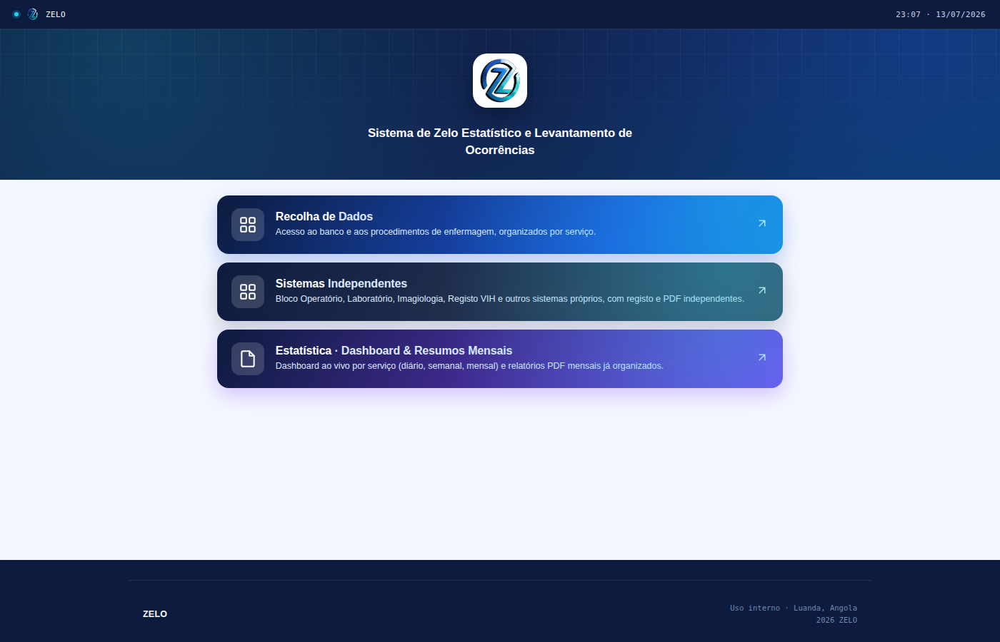 ZELO
23:07 · 13/07/2026
Sistema de Zelo Estatístico e Levantamento de
Ocorrências
Recolha de Dados
Acesso ao banco e aos procedimentos de enfermagem, organizados por serviço.
Sistemas Independentes
Bloco Operatório, Laboratório, Imagiologia, Registo VIH e outros sistemas próprios, com registo e PDF independentes.
Estatística · Dashboard & Resumos Mensais
Dashboard ao vivo por serviço (diário, semanal, mensal) e relatórios PDF mensais já organizados.
ZELO
Uso interno · Luanda, Angola
2026 ZELO